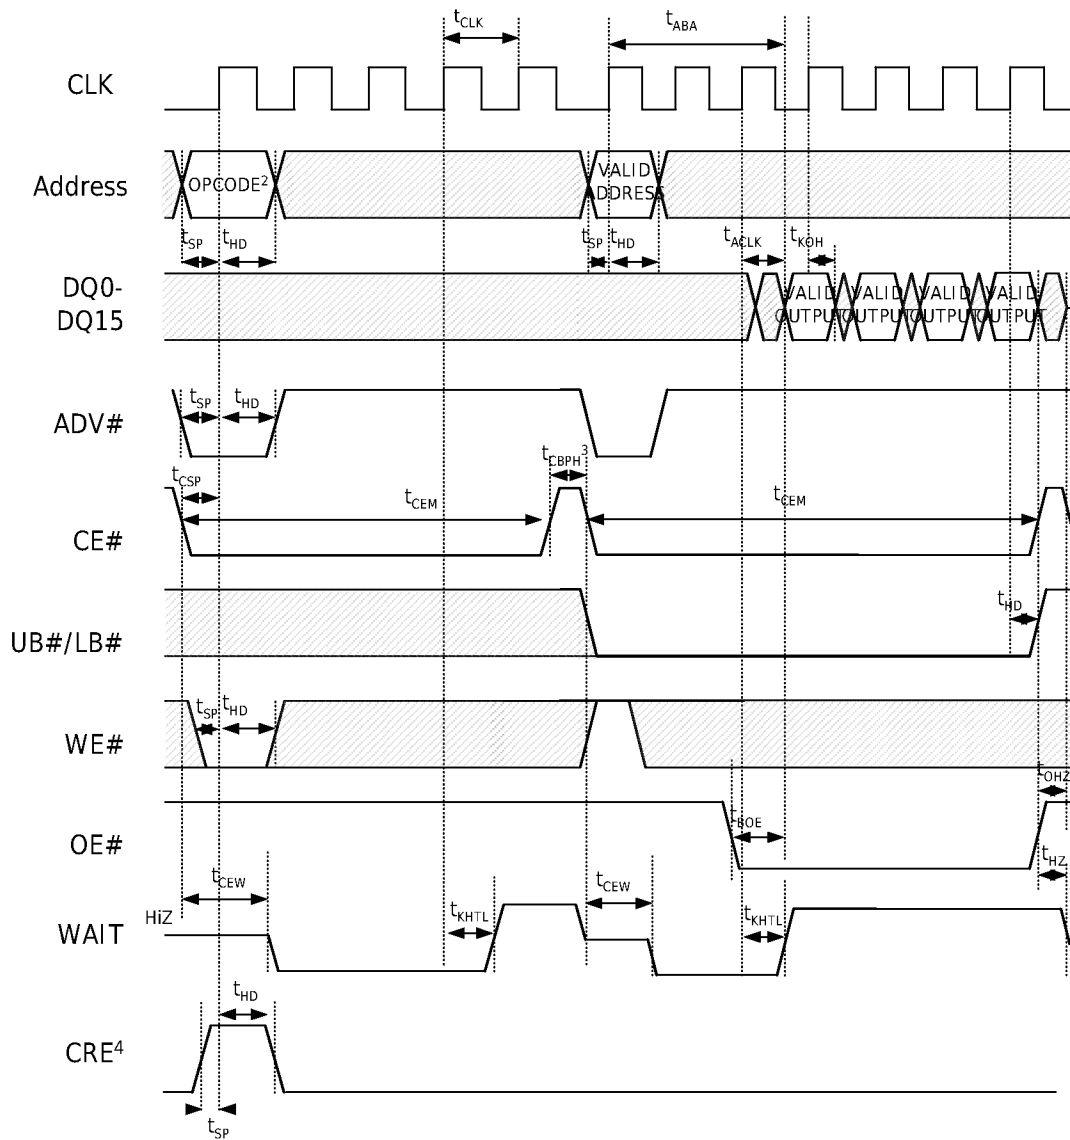 tCLK
tABA
CLK
Address
OPCODE²
VALID
ADDRESS
tSP
tHD
tSP
tHD
tACLK
tKOH
DQ0-
DQ15
VALID
OUTPUT
VALID
OUTPUT
VALID
OUTPUT
VALID
OUTPUT
tSP
tHD
ADV#
tCBPH³
tCSP
tCEM
tCEM
CE#
tHD
UB#/LB#
tSP
tHD
WE#
tOHZ
tBOE
OE#
tHZ
tCEW
tCEW
HiZ
tKHTL
tKHTL
WAIT
tHD
CRE⁴
tSP